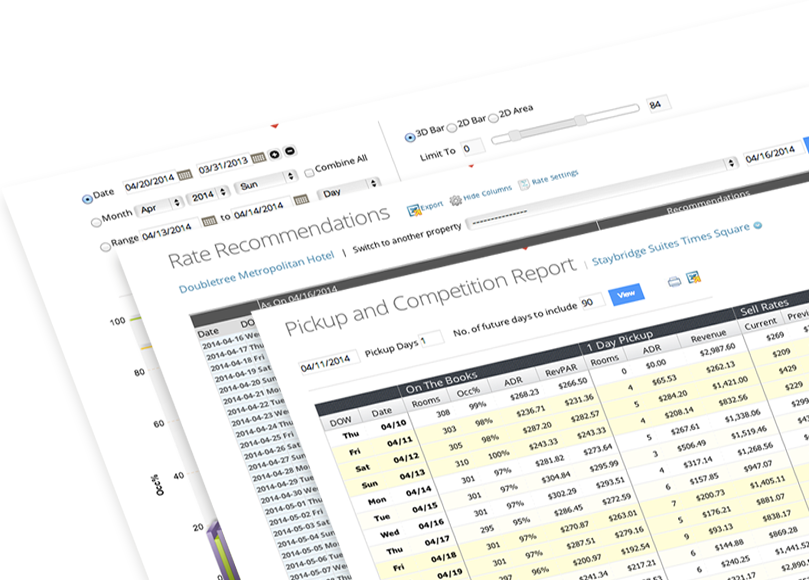 Date 04/20/2014 03/31/2013 Combine All
Month Apr 2014 Sun
Range 04/13/2014 to 04/14/2014 Day
3D Bar 2D Bar 2D Area
Limit To 0 84
100
80
60
40
20
0
Occ%
Rate Recommendations Export Hide Columns Rate Settings
Doubletree Metropolitan Hotel | Switch to another property --------------- 04/16/2014
As On 04/16/2014 Recommendations
Date DO
2014-04-16 We
2014-04-17 Thu
2014-04-18 Fri
2014-04-19 Sat
2014-04-20 Sun
2014-04-21 Mo
2014-04-22 Tue
2014-04-23 Wed
2014-04-24 Thu
2014-04-25 Fri
2014-04-26 Sat
2014-04-27 Sun
2014-04-28 Mon
2014-04-29 Tue
2014-04-30 Wed
2014-05-01 Thu
2014-05-02 Fri
2014-05-03 Sat
2014-05-04 Sun
2014-05-05 Mo
2014-05-06 Tue
2014-05-07 Wed
Pickup and Competition Report | Staybridge Suites Times Square
04/11/2014 Pickup Days 1 No. of future days to include 90 View
On The Books 1 Day Pickup Sell Rates
DOW Date Rooms Occ% ADR RevPAR Rooms ADR Revenue Current Previ
Thu 04/10 308 99% $268.23 $266.50 0 $0.00 $2,987.60 $269
Fri 04/11 303 98% $236.71 $231.36 4 $65.53 $262.13 $209
Sat 04/12 305 98% $287.20 $282.57 5 $284.20 $1,421.00 $429
Sun 04/13 310 100% $243.33 $243.33 4 $208.14 $832.56 $229
Mon 04/14 301 97% $281.82 $273.64 5 $267.61 $1,338.06 $299
Tue 04/15 301 97% $304.84 $295.99 3 $506.49 $1,519.46
Wed 04/16 301 97% $302.29 $293.51 4 $317.14 $1,268.56
Thu 04/17 295 95% $286.45 $272.59 6 $157.85 $947.07
Fri 04/18 301 97% $270.87 $263.01 7 $200.73 $1,405.11
04/19 301 97% $287.51 $279.16 5 $176.21 $881.07
297 96% $200.97 $192.54 9 $93.13 $838.17
$241.34 $217.21 6 $144.88 $869.28
6 $240.25 $1,441.5